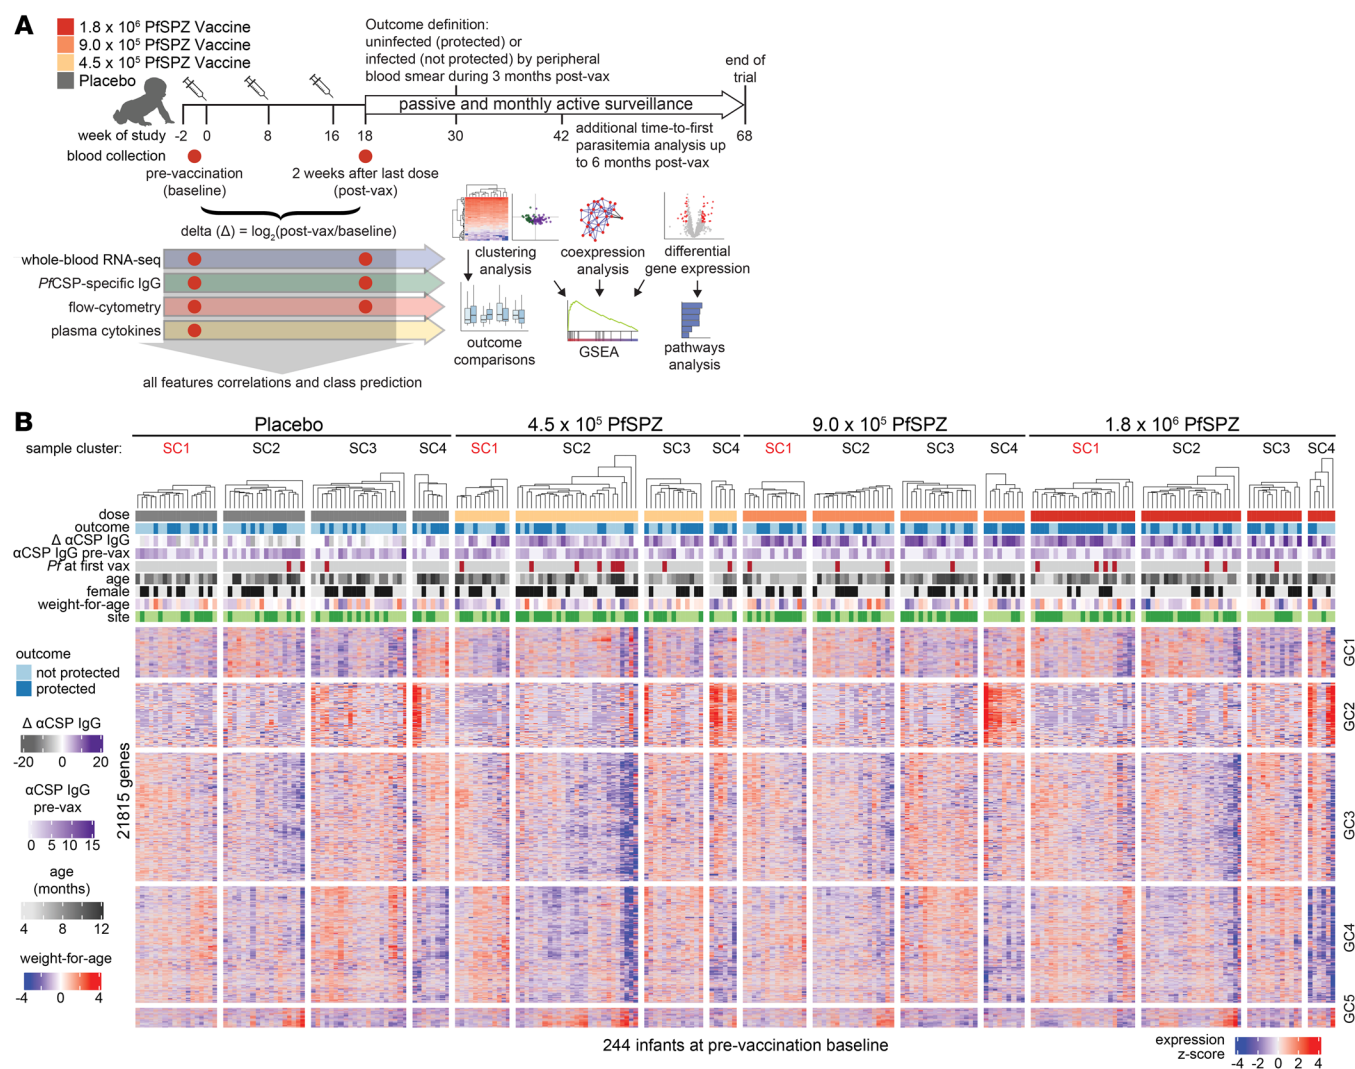 A
1.8 x 10⁶ PfSPZ Vaccine
9.0 x 10⁵ PfSPZ Vaccine
4.5 x 10⁵ PfSPZ Vaccine
Placebo
Outcome definition:
uninfected (protected) or
infected (not protected) by peripheral
blood smear during 3 months post-vax
end of
trial
passive and monthly active surveillance
week of study
-2 0 8 16 18 30 42 68
additional time-to-first
parasitemia analysis up
to 6 months post-vax
blood collection
pre-vaccination
(baseline)
2 weeks after last dose
(post-vax)
delta (Δ) = log₂(post-vax/baseline)
whole-blood RNA-seq
PfCSP-specific IgG
flow-cytometry
plasma cytokines
all features correlations and class prediction
clustering
analysis
coexpression
analysis
differential
gene expression
outcome
comparisons
GSEA
pathways
analysis
B
Placebo 4.5 x 10⁵ PfSPZ 9.0 x 10⁵ PfSPZ 1.8 x 10⁶ PfSPZ
sample cluster: SC1 SC2 SC3 SC4 SC1 SC2 SC3 SC4 SC1 SC2 SC3 SC4 SC1 SC2 SC3 SC4
dose
outcome
Δ αCSP IgG
αCSP IgG pre-vax
Pf at first vax
age
female
weight-for-age
site
outcome
not protected
protected
Δ αCSP IgG
-20 0 20
αCSP IgG
pre-vax
0 5 10 15
age
(months)
4 8 12
weight-for-age
-4 0 4
21815 genes
GC1
GC2
GC3
GC4
GC5
244 infants at pre-vaccination baseline
expression
z-score
-4 -2 0 2 4